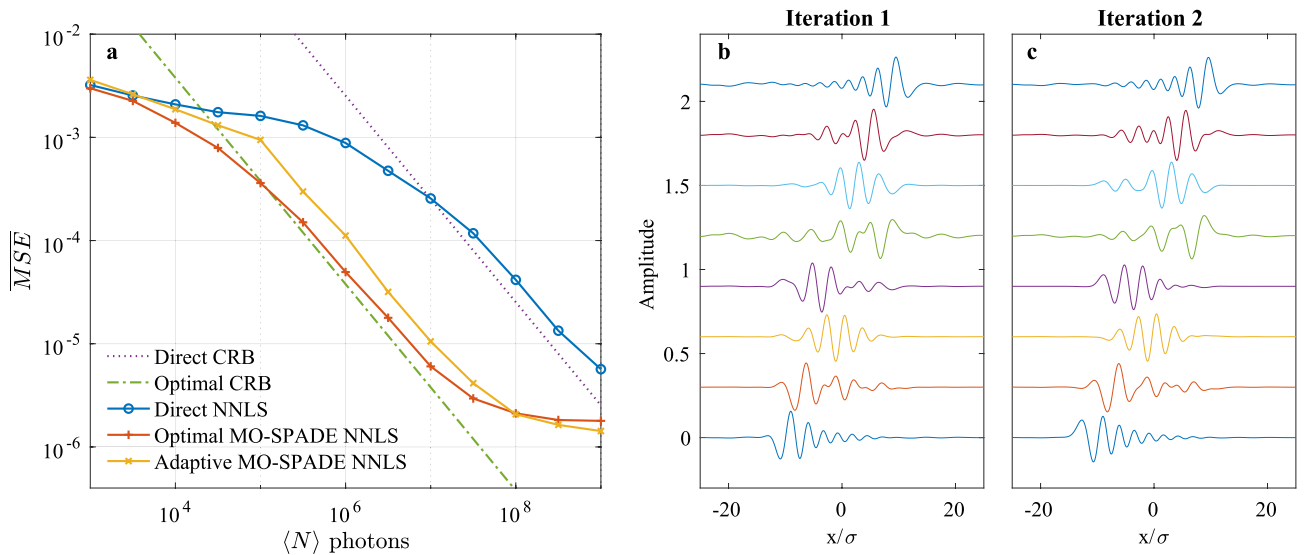 a
10^-2
10^-3
10^-4
10^-5
10^-6
\overline{MSE}
Direct CRB
Optimal CRB
Direct NNLS
Optimal MO-SPADE NNLS
Adaptive MO-SPADE NNLS
10^4
10^6
10^8
⟨N⟩ photons
Iteration 1
b
2
1.5
1
0.5
0
Amplitude
-20
0
20
x/σ
Iteration 2
c
-20
0
20
x/σ